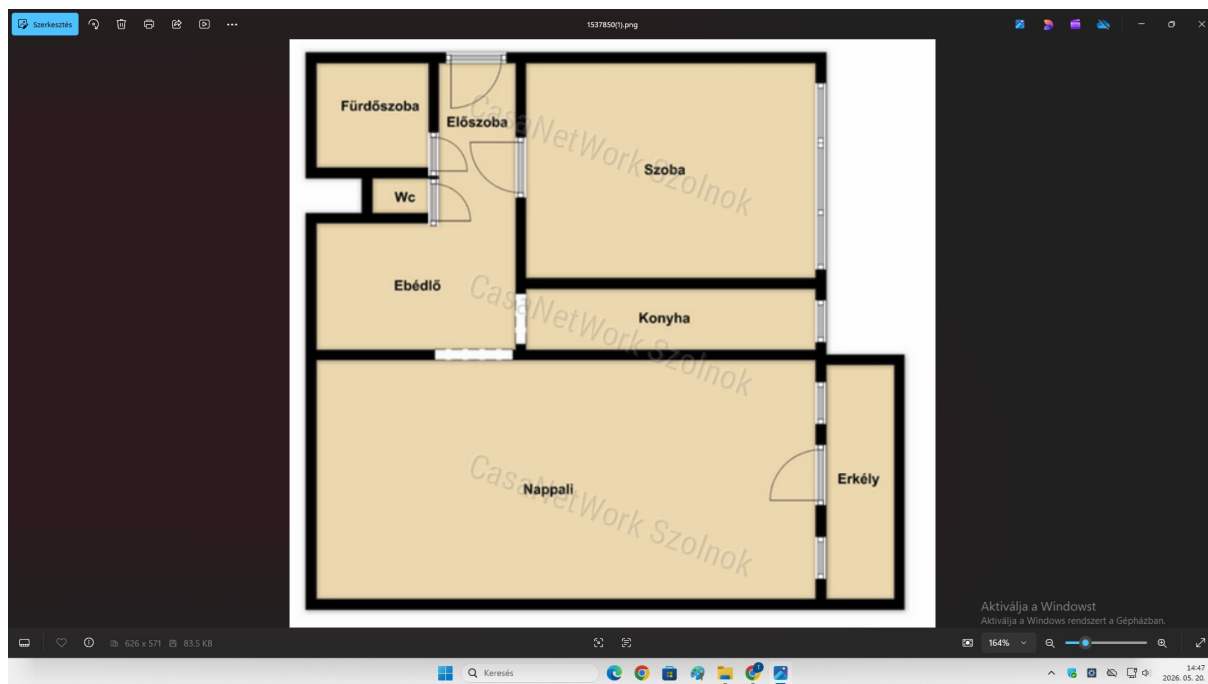 Szerkesztés
1537850(1).png
Fürdőszoba
Előszoba
CasaNetWork Szolnok
Szoba
Wc
Ebédlő
CasaNetWork Szolnok
Konyha
CasaNetWork Szolnok
Nappali
Erkély
Aktiválja a Windowst
Aktiválja a Windows rendszert a Gépházban.
626 x 571 83.5 KB
164%
Keresés
14:47
2026. 05. 20.